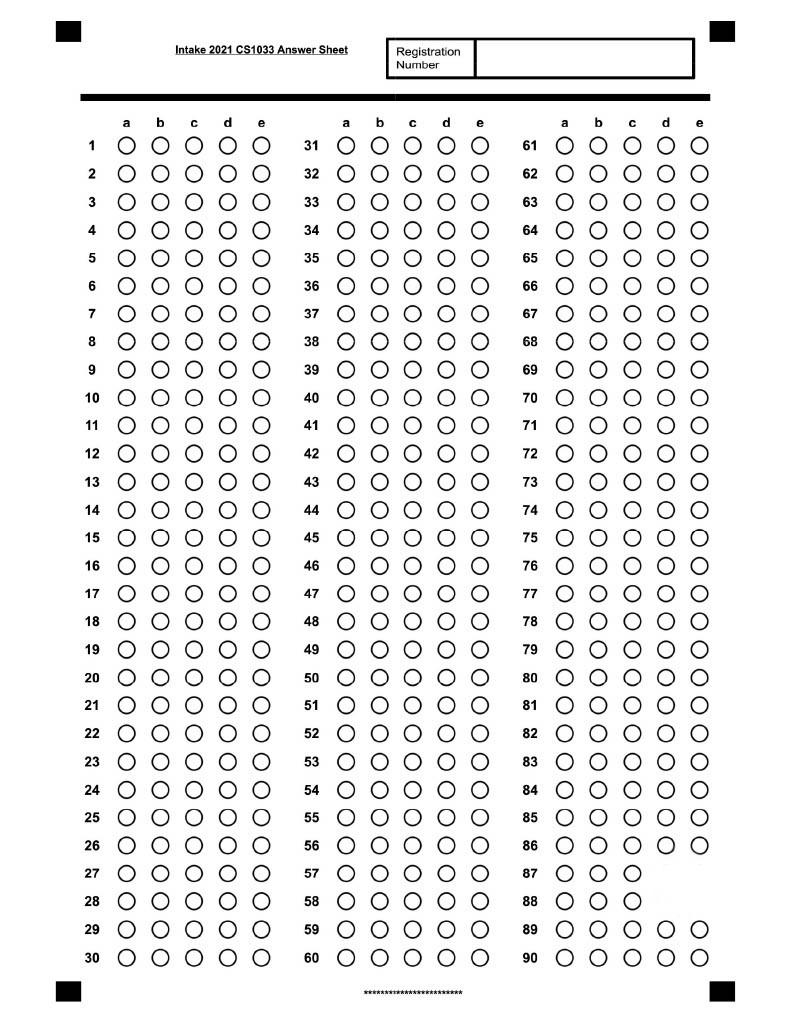 Intake 2021 CS1033 Answer Sheet
Registration
Number
a b c d e a b c d e a b c d e
1 31 61
2 32 62
3 33 63
4 34 64
5 35 65
6 36 66
7 37 67
8 38 68
9 39 69
10 40 70
11 41 71
12 42 72
13 43 73
14 44 74
15 45 75
16 46 76
17 47 77
18 48 78
19 49 79
20 50 80
21 51 81
22 52 82
23 53 83
24 54 84
25 55 85
26 56 86
27 57 87
28 58 88
29 59 89
30 60 90
************************